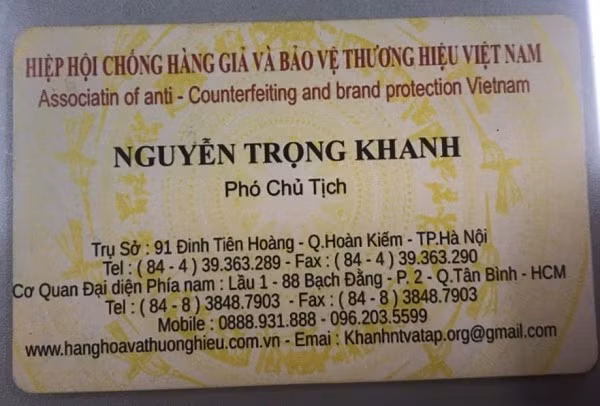 HIỆP HỘI CHỐNG HÀNG GIẢ VÀ BẢO VỆ THƯƠNG HIỆU VIỆT NAM
Associatin of anti - Counterfeiting and brand protection Vietnam
NGUYỄN TRỌNG KHANH
Phó Chủ Tịch
Trụ Sở : 91 Đinh Tiên Hoàng - Q.Hoàn Kiếm - TP.Hà Nội
Tel : ( 84 - 4 ) 39.363.289 - Fax : ( 84 - 4 ) 39.363.290
Cơ Quan Đại diện Phía nam : Lầu 1 - 88 Bạch Đằng - P. 2 - Q.Tân Bình - HCM
Tel : ( 84 - 8 ) 3848.7903 - Fax : ( 84 - 8 ) 3848.7903
Mobile : 0888.931.888 - 096.203.5599
www.hanghoavathuonghieu.com.vn - Emai : Khanhntvatap.org@gmail.com